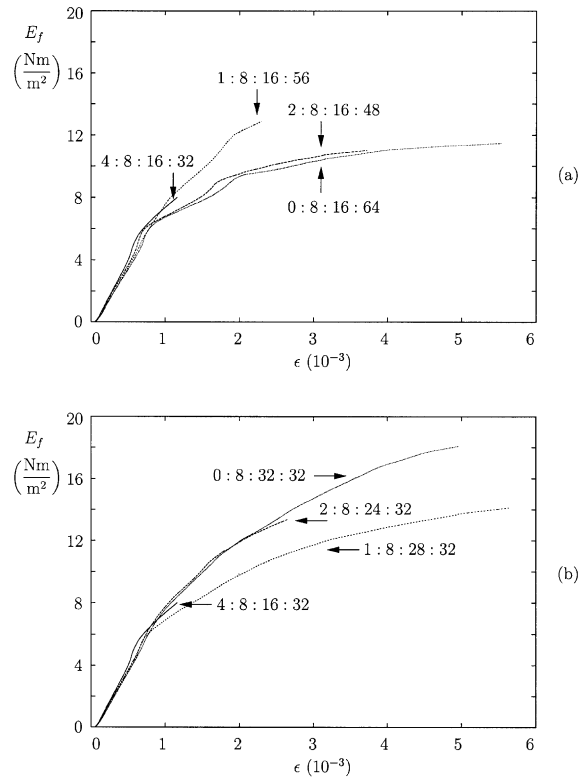 20
E_f
(Nm/m²)
16
12
8
4
0
1 : 8 : 16 : 56
2 : 8 : 16 : 48
4 : 8 : 16 : 32
0 : 8 : 16 : 64
(a)
0 1 2 3 4 5 6
ϵ (10⁻³)
20
E_f
(Nm/m²)
16
12
8
4
0
0 : 8 : 32 : 32
2 : 8 : 24 : 32
1 : 8 : 28 : 32
4 : 8 : 16 : 32
(b)
0 1 2 3 4 5 6
ϵ (10⁻³)